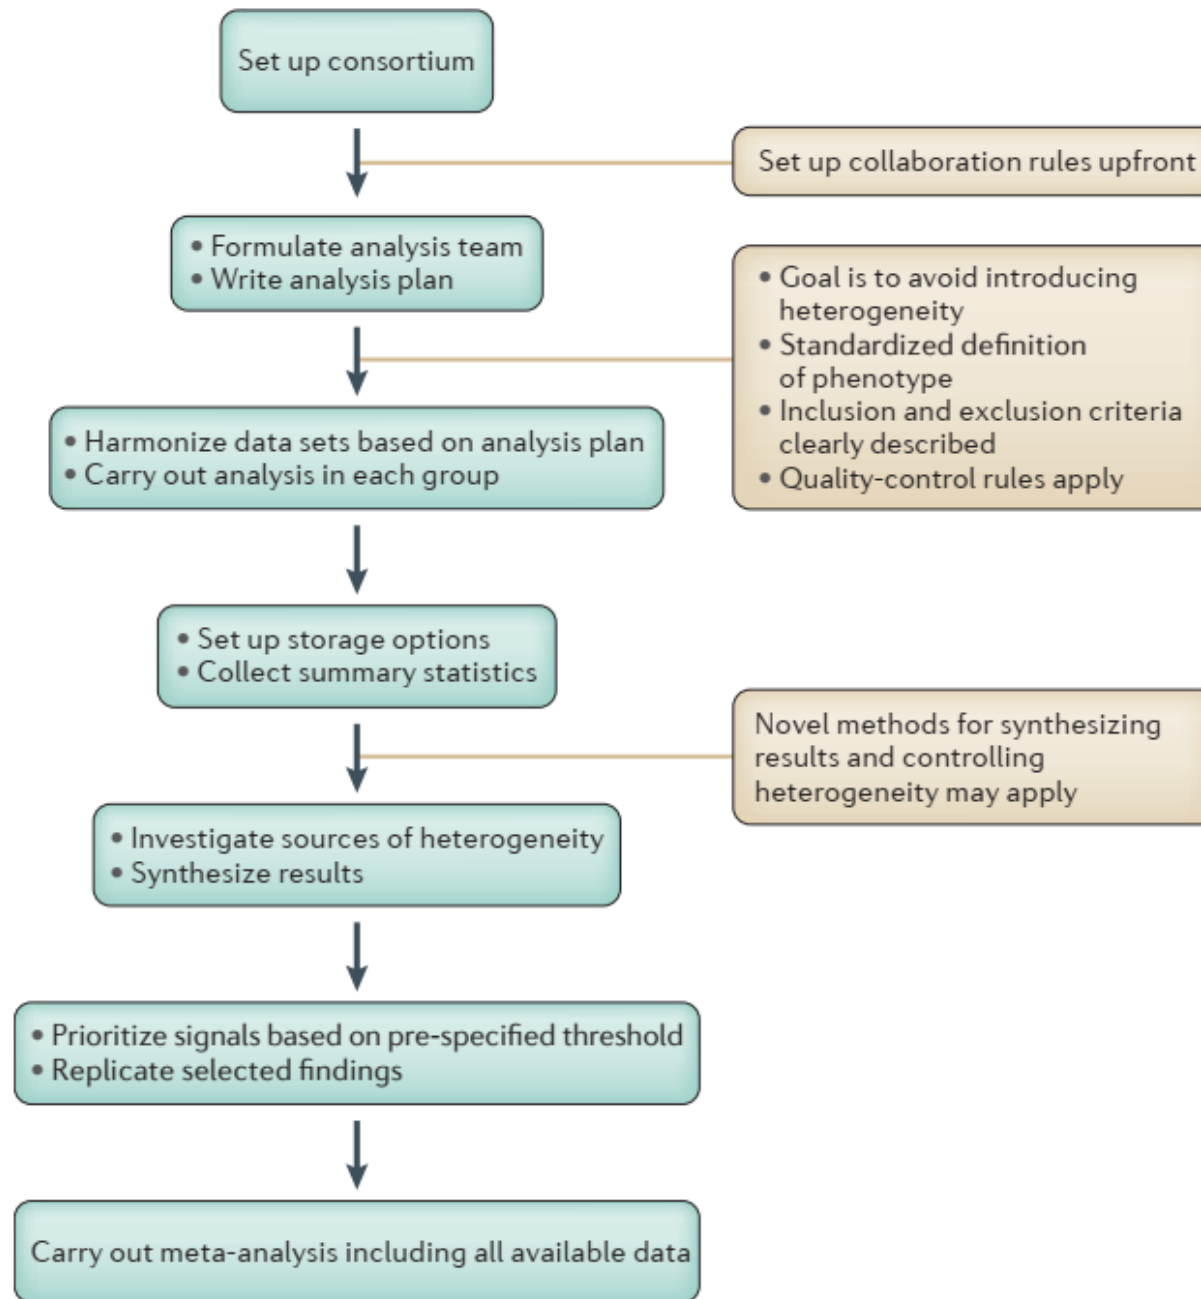 Set up consortium
Set up collaboration rules upfront
• Formulate analysis team
• Write analysis plan
• Goal is to avoid introducing
heterogeneity
• Standardized definition
of phenotype
• Inclusion and exclusion criteria
clearly described
• Quality-control rules apply
• Harmonize data sets based on analysis plan
• Carry out analysis in each group
• Set up storage options
• Collect summary statistics
Novel methods for synthesizing
results and controlling
heterogeneity may apply
• Investigate sources of heterogeneity
• Synthesize results
• Prioritize signals based on pre-specified threshold
• Replicate selected findings
Carry out meta-analysis including all available data